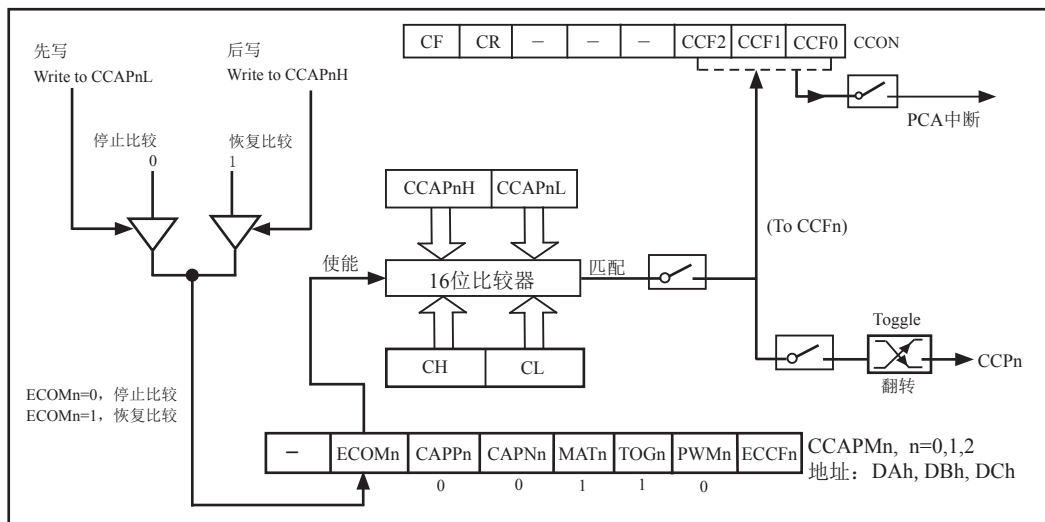 CF CR — — — CCF2 CCF1 CCF0 CCON
先写
Write to CCAPnL
后写
Write to CCAPnH
PCA中断
停止比较
0
恢复比较
1
CCAPnH CCAPnL
(To CCFn)
使能
16位比较器
匹配
CH CL
Toggle
CCPn
翻转
ECOMn=0，停止比较
ECOMn=1，恢复比较
— ECOMn CAPPn CAPNn MATn TOGn PWMn ECCFn
CCAPMn, n=0,1,2
地址：DAh, DBh, DCh
0 0 1 1 0